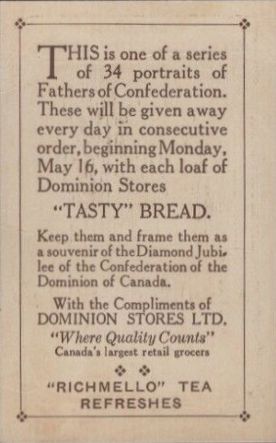 THIS is one of a series
of 34 portraits of
Fathers of Confederation.
These will be given away
every day in consecutive
order, beginning Monday,
May 16, with each loaf of
Dominion Stores
"TASTY" BREAD.
Keep them and frame them as
a souvenir of the Diamond Jubi-
lee of the Confederation of the
Dominion of Canada.
With the Compliments of
DOMINION STORES LTD.
"Where Quality Counts"
Canada's largest retail grocers
"RICHMELLO" TEA
REFRESHES